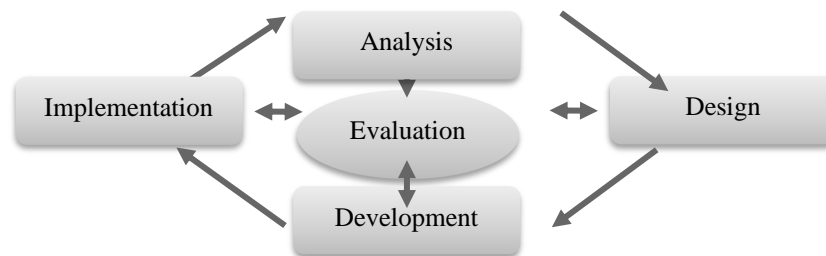 Analysis
Implementation
Design
Evaluation
Development